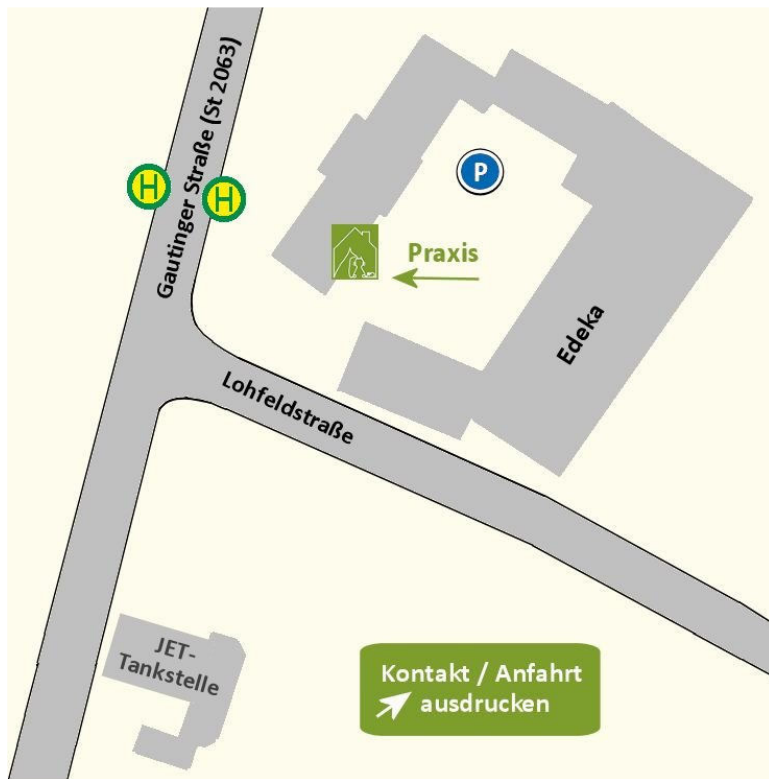 Gautinger Straße (St 2063)
H
H
P
Praxis
Edeka
Lohfeldstraße
JET-
Tankstelle
Kontakt / Anfahrt
ausdrucken